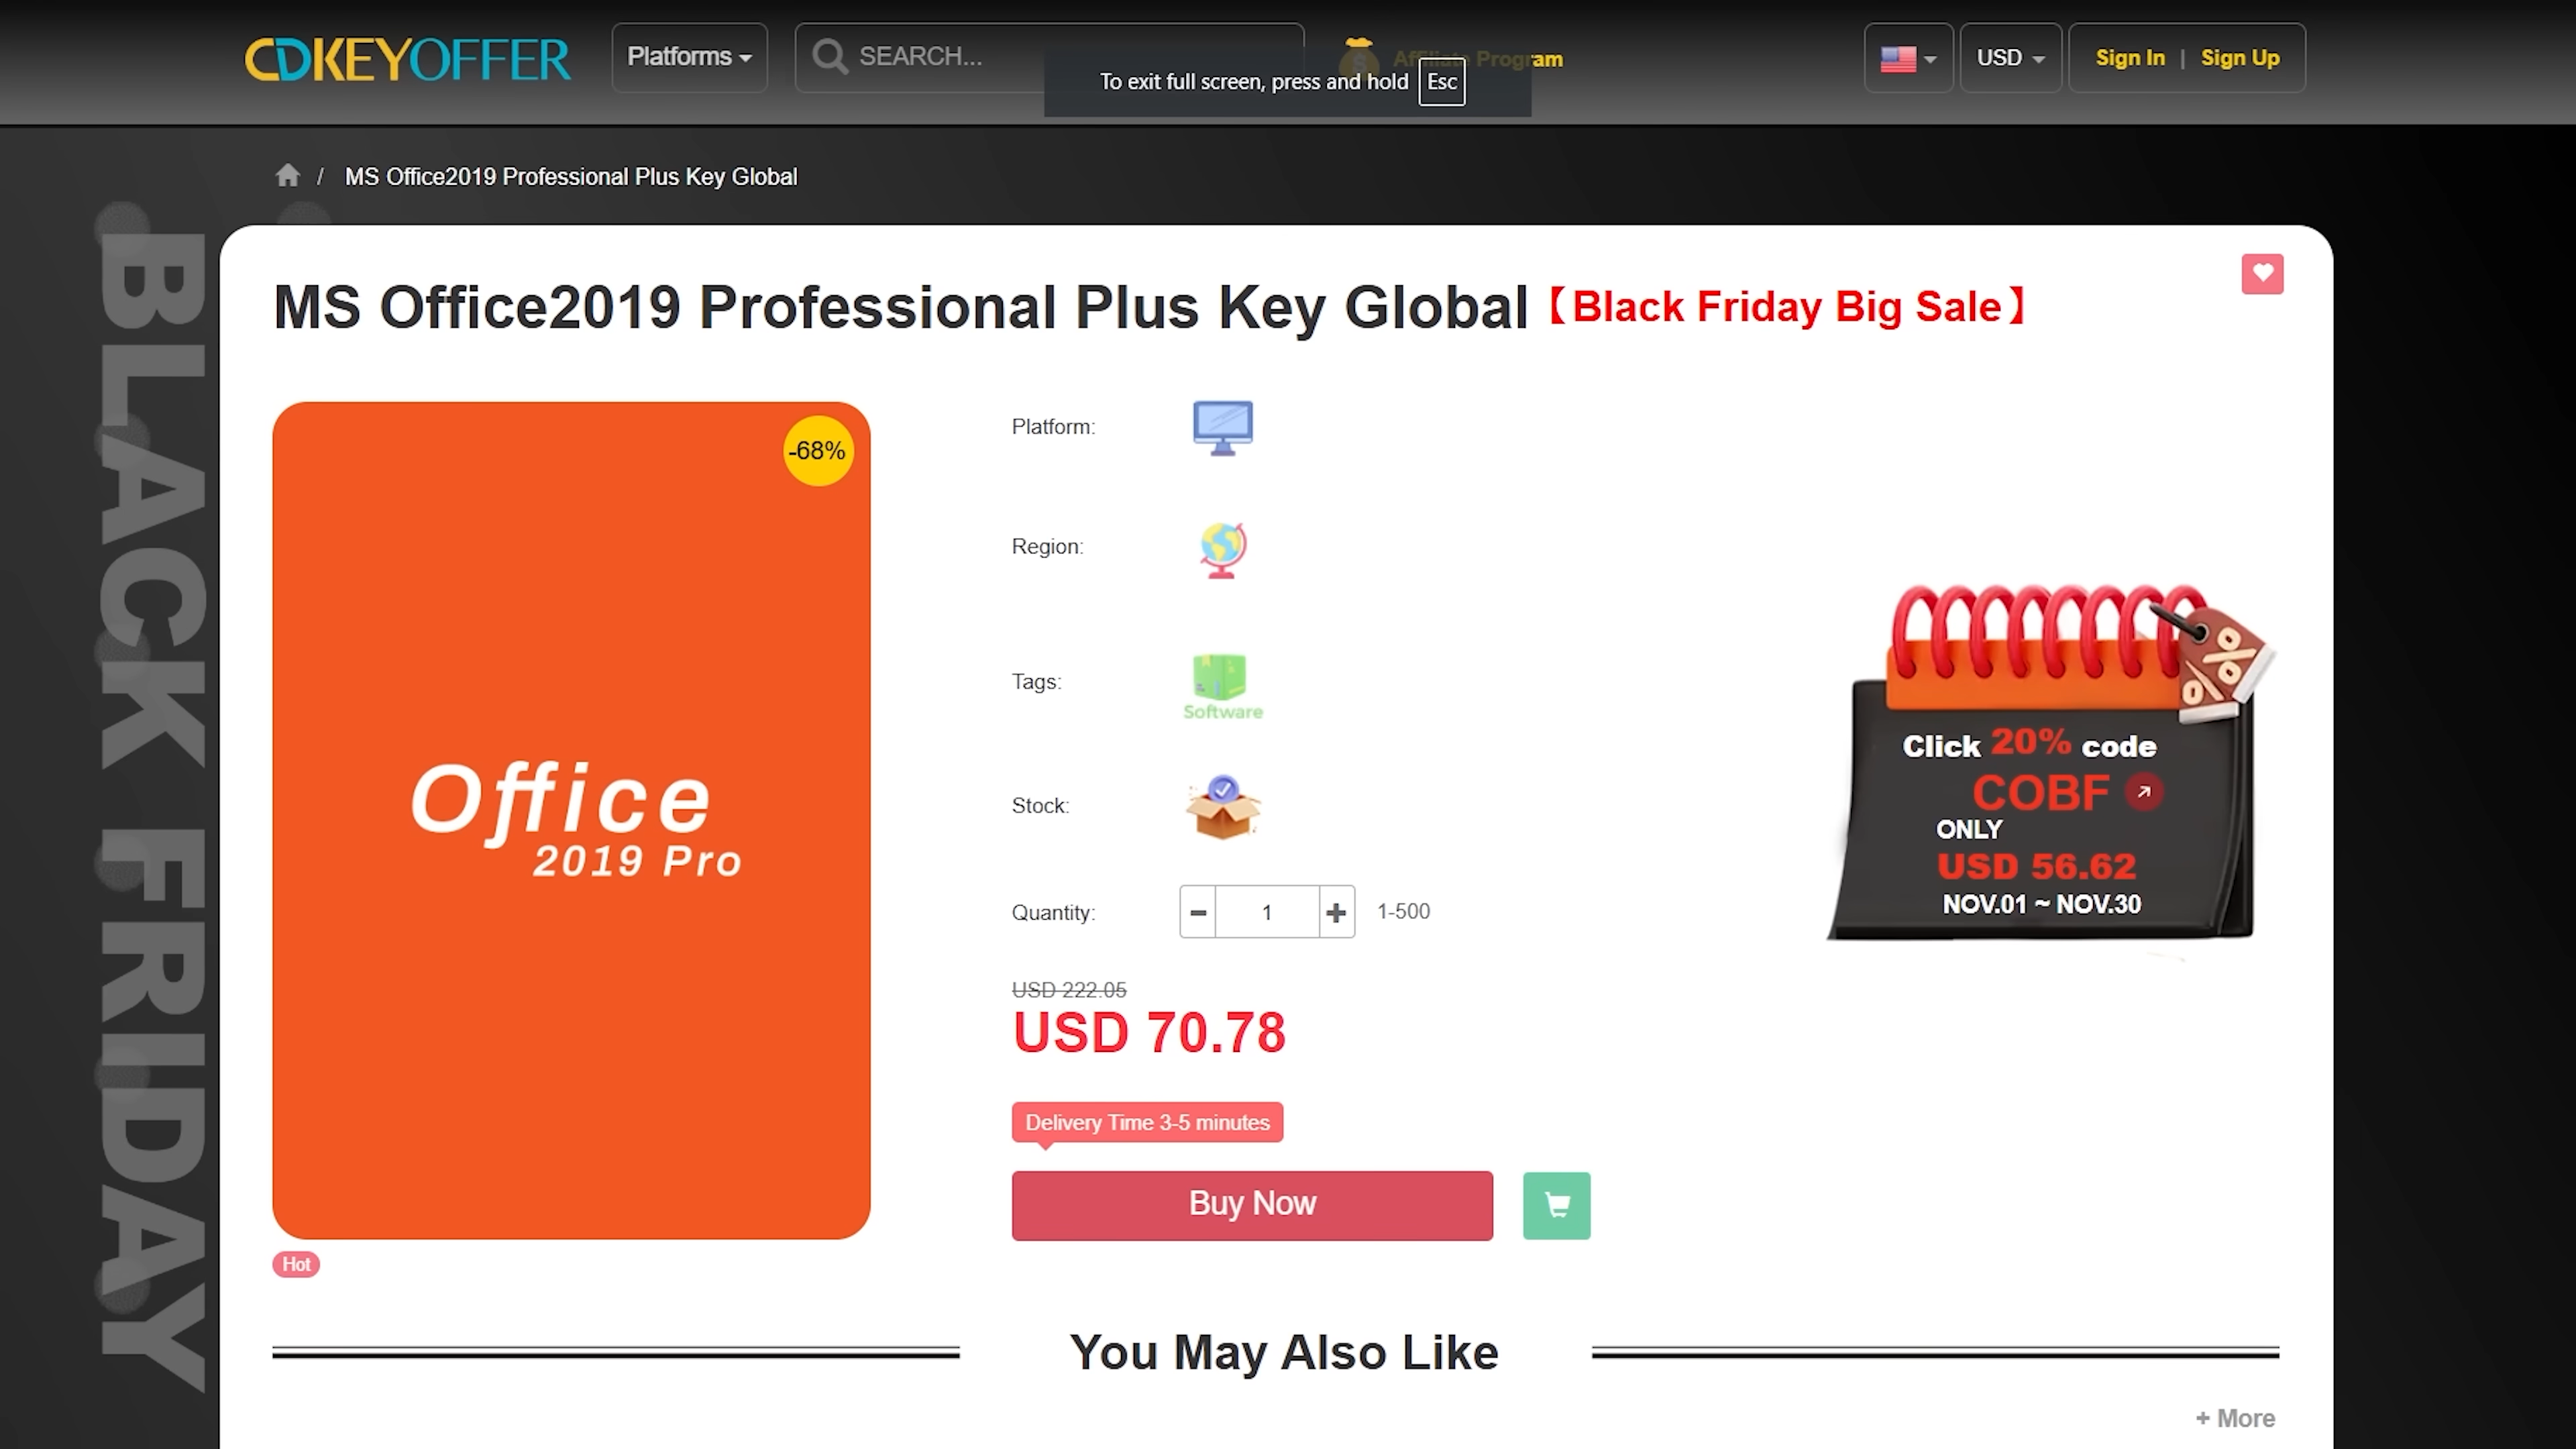 CDKEYOFFER
Platforms
SEARCH...
Affiliate Program
To exit full screen, press and hold Esc
USD
Sign In | Sign Up
/ MS Office2019 Professional Plus Key Global
BLACK FRIDAY
MS Office2019 Professional Plus Key Global【Black Friday Big Sale】
-68%
Office
2019 Pro
Hot
Platform:
Region:
Tags:
Software
Stock:
Quantity:
1
1-500
USD 222.05
USD 70.78
Delivery Time 3-5 minutes
Buy Now
%
%
Click 20% code
COBF
ONLY
USD 56.62
NOV.01 ~ NOV.30
You May Also Like
+ More